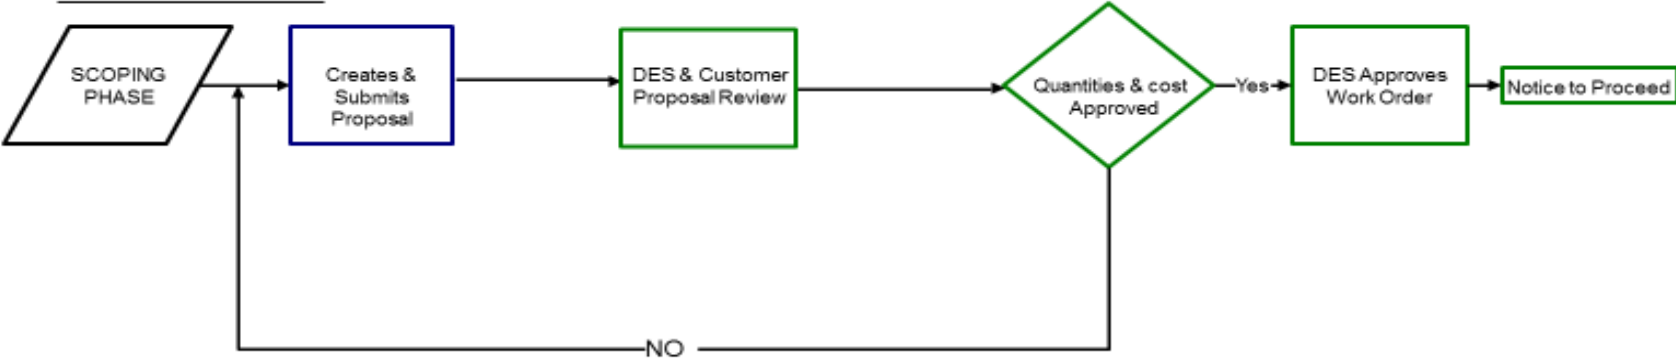 SCOPING
PHASE
Creates &
Submits
Proposal
DES & Customer
Proposal Review
Quantities & cost
Approved
Yes
DES Approves
Work Order
Notice to Proceed
NO